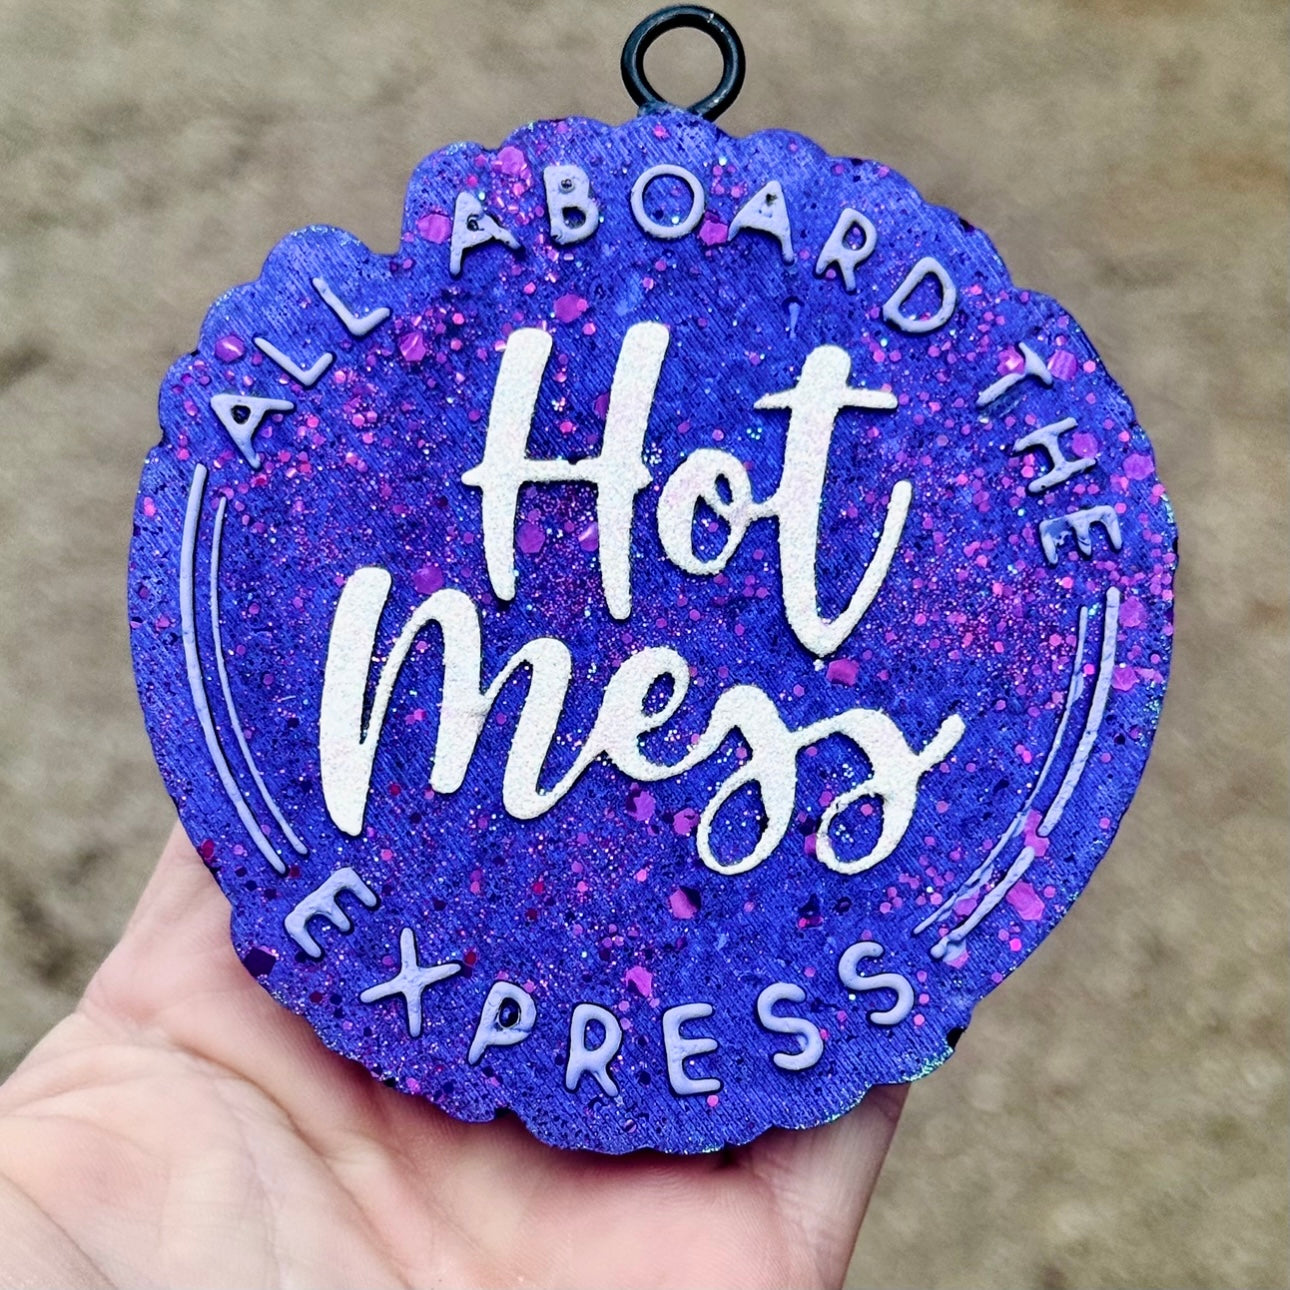 ALL ABOARD THE
Hot
Mess
EXPRESS